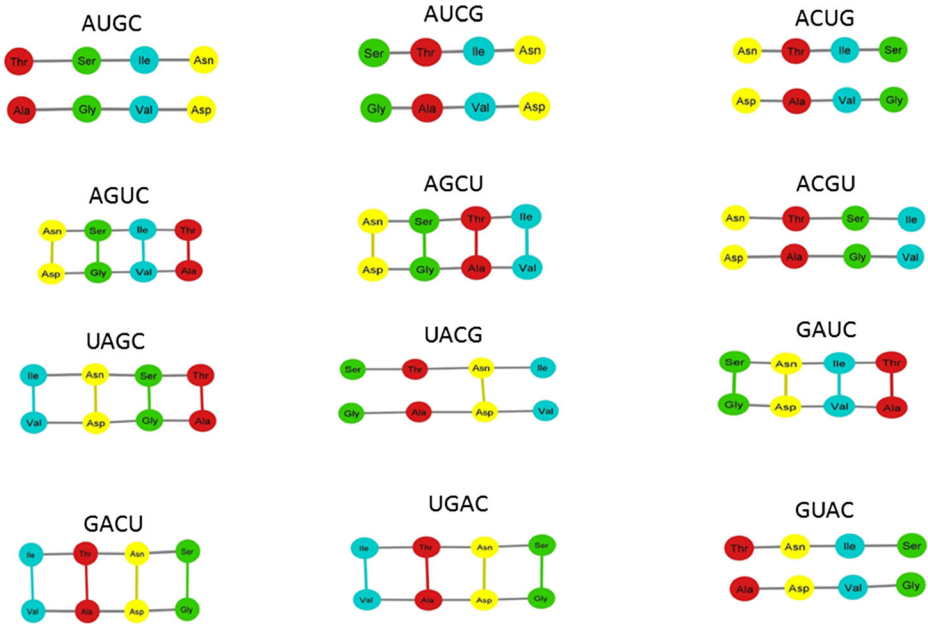 AUGC
Thr Ser Ile Asn
Ala Gly Val Asp
AUCG
Ser Thr Ile Asn
Gly Ala Val Asp
ACUG
Asn Thr Ile Ser
Asp Ala Val Gly
AGUC
Asn Ser Ile Thr
Asp Gly Val Ala
AGCU
Asn Ser Thr Ile
Asp Gly Ala Val
ACGU
Asn Thr Ser Ile
Asp Ala Gly Val
UAGC
Ile Asn Ser Thr
Val Asp Gly Ala
UACG
Ser Thr Asn Ile
Gly Ala Asp Val
GAUC
Ser Asn Ile Thr
Gly Asp Val Ala
GACU
Ile Thr Asn Ser
Val Ala Asp Gly
UGAC
Ile Thr Asn Ser
Val Ala Asp Gly
GUAC
Thr Asn Ile Ser
Ala Asp Val Gly